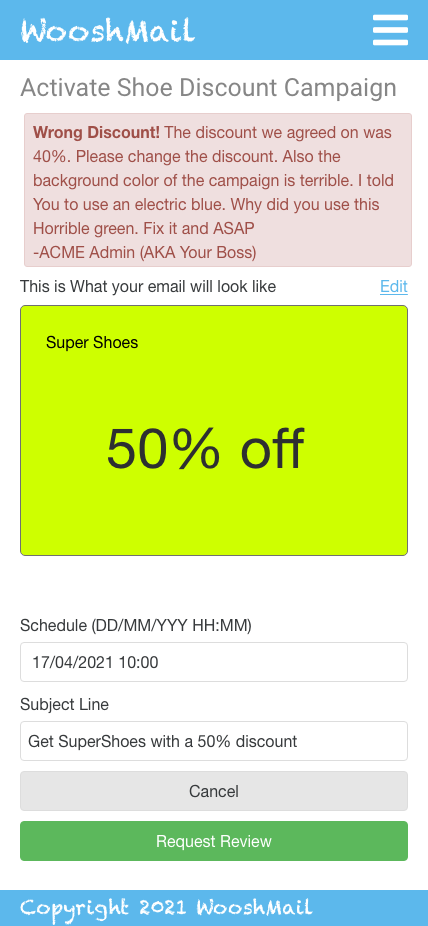 WooshMail
Activate Shoe Discount Campaign
Wrong Discount! The discount we agreed on was
40%. Please change the discount. Also the
background color of the campaign is terrible. I told
You to use an electric blue. Why did you use this
Horrible green. Fix it and ASAP
-ACME Admin (AKA Your Boss)
This is What your email will look like Edit
Super Shoes
50% off
Schedule (DD/MM/YYY HH:MM)
17/04/2021 10:00
Subject Line
Get SuperShoes with a 50% discount
Cancel
Request Review
Copyright 2021 WooshMail